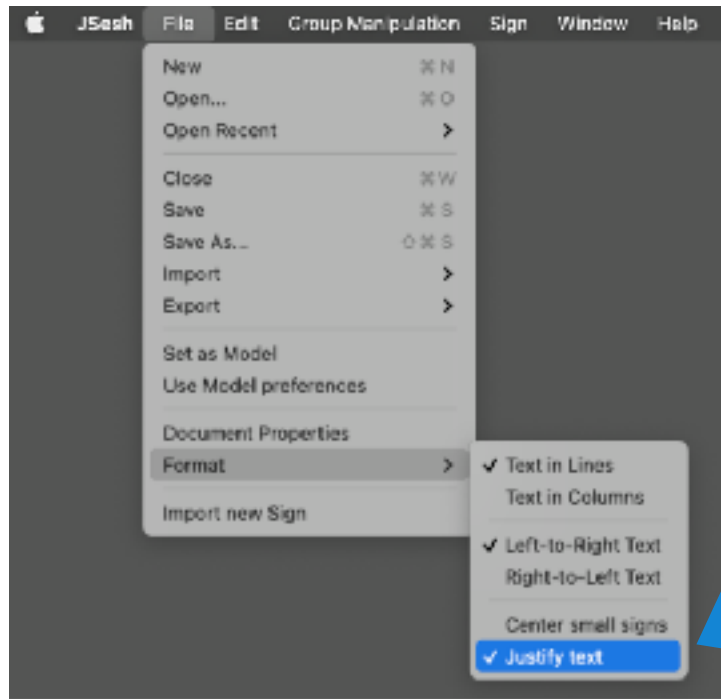 JSesh File Edit Group Manipulation Sign Window Help
New ⌘ N
Open... ⌘ O
Open Recent >
Close ⌘ W
Save ⌘ S
Save As... ⇧ ⌘ S
Import >
Export >
Set as Model
Use Model preferences
Document Properties
Format >
Import new Sign
✓ Text in Lines
Text in Columns
✓ Left-to-Right Text
Right-to-Left Text
Center small signs
✓ Justify text